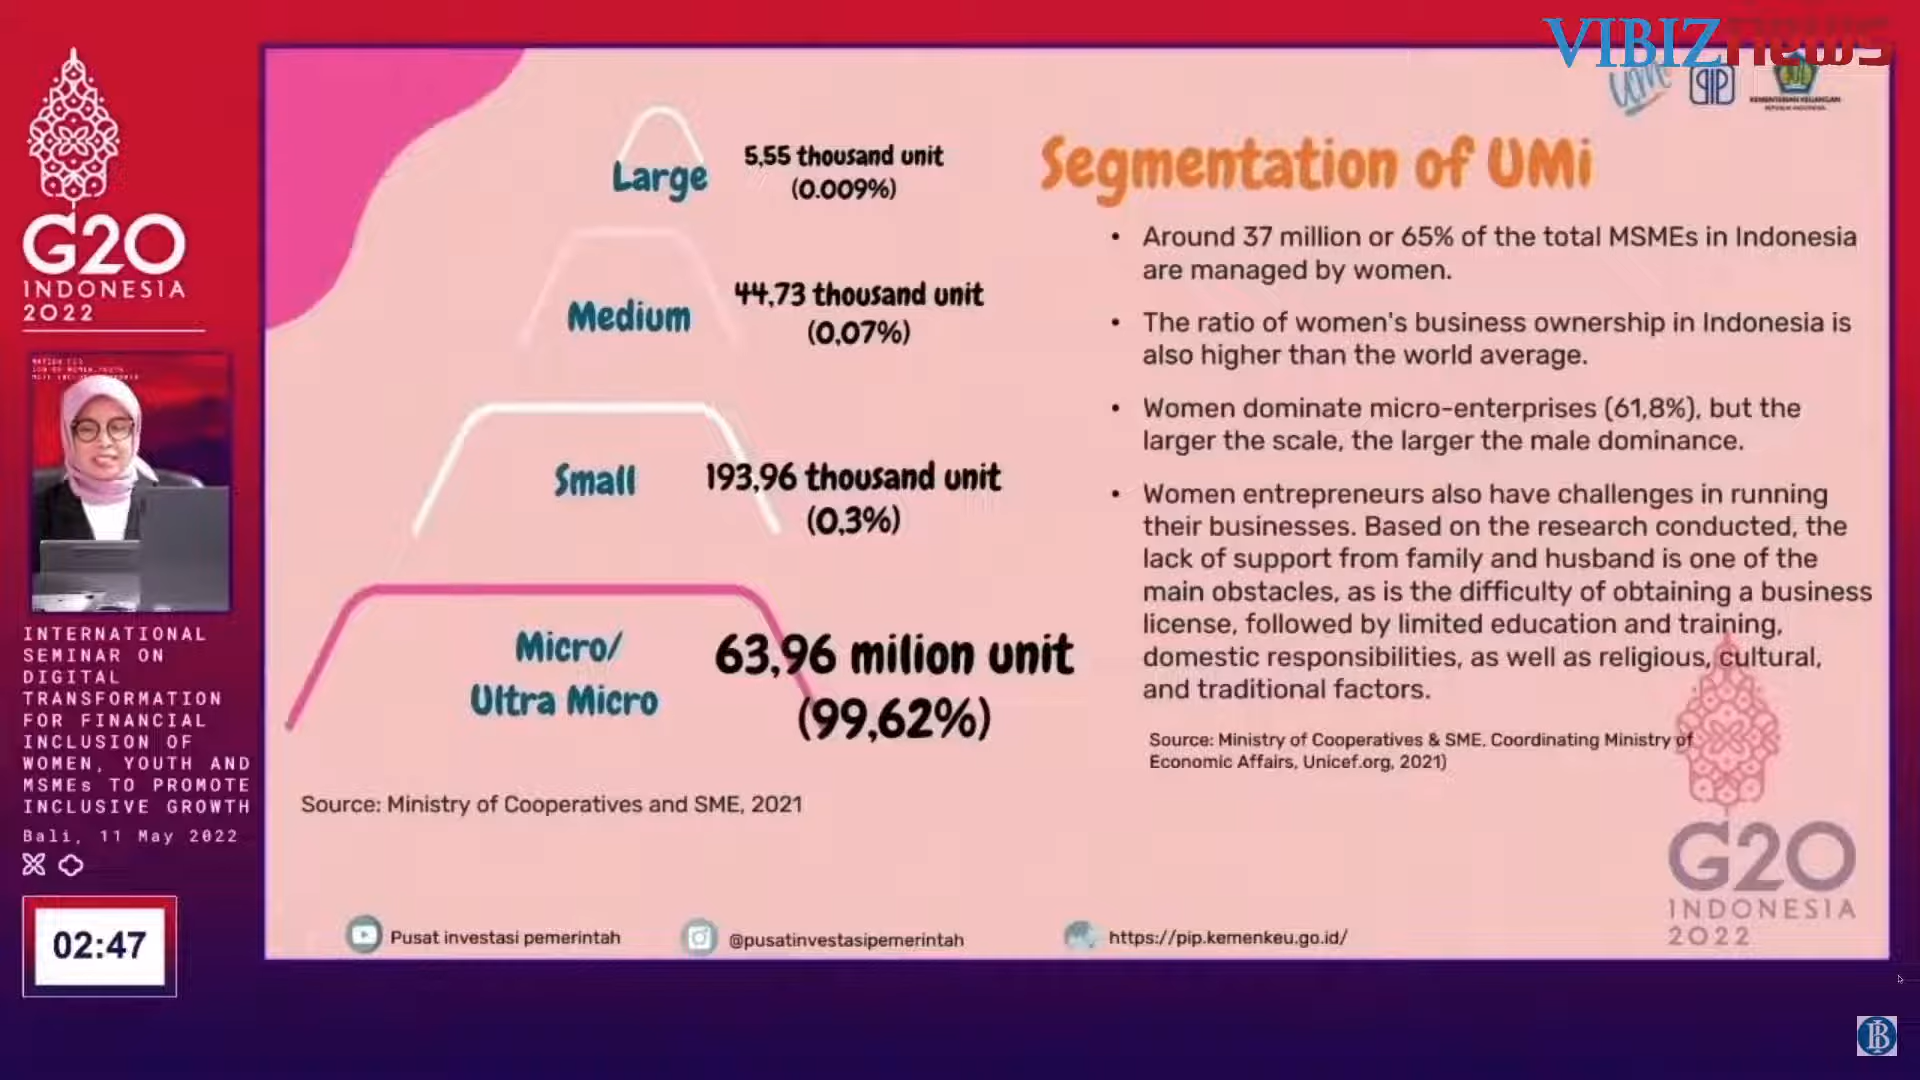 VIBIZnews
G20
INDONESIA
2022
INTERNATIONAL
SEMINAR ON
DIGITAL
TRANSFORMATION
FOR FINANCIAL
INCLUSION OF
WOMEN, YOUTH AND
MSMEs TO PROMOTE
INCLUSIVE GROWTH
Bali, 11 May 2022
02:47
umi
PIP
KEMENTERIAN KEUANGAN
REPUBLIK INDONESIA
Large
5,55 thousand unit
(0.009%)
Medium
44,73 thousand unit
(0,07%)
Small
193,96 thousand unit
(0,3%)
Micro/
Ultra Micro
63,96 milion unit
(99,62%)
Source: Ministry of Cooperatives and SME, 2021
Segmentation of UMi
• Around 37 million or 65% of the total MSMEs in Indonesia
are managed by women.
• The ratio of women's business ownership in Indonesia is
also higher than the world average.
• Women dominate micro-enterprises (61,8%), but the
larger the scale, the larger the male dominance.
• Women entrepreneurs also have challenges in running
their businesses. Based on the research conducted, the
lack of support from family and husband is one of the
main obstacles, as is the difficulty of obtaining a business
license, followed by limited education and training,
domestic responsibilities, as well as religious, cultural,
and traditional factors.
Source: Ministry of Cooperatives & SME, Coordinating Ministry of
Economic Affairs, Unicef.org, 2021)
G20
INDONESIA
2022
Pusat investasi pemerintah
@pusatinvestasipemerintah
https://pip.kemenkeu.go.id/